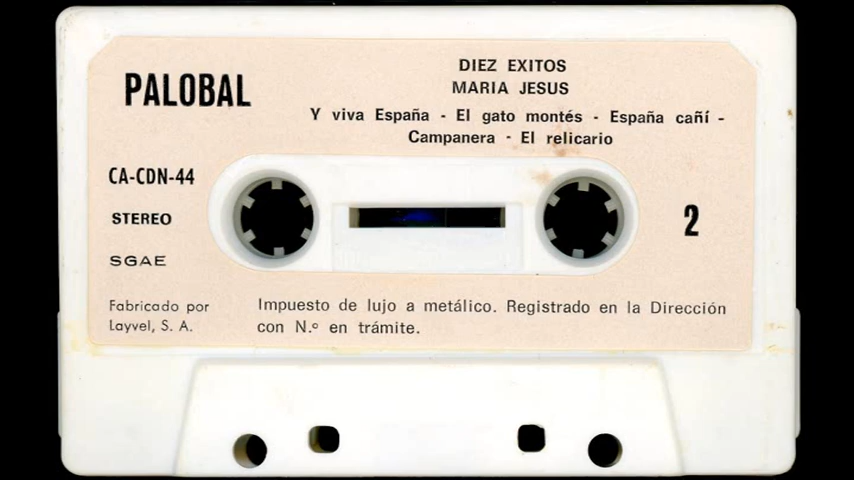 PALOBAL
DIEZ EXITOS
MARIA JESUS
Y viva España - El gato montés - España cañí -
Campanera - El relicario
CA-CDN-44
STEREO
SGAE
2
Fabricado por
Layvel, S. A.
Impuesto de lujo a metálico. Registrado en la Dirección
con N.º en trámite.